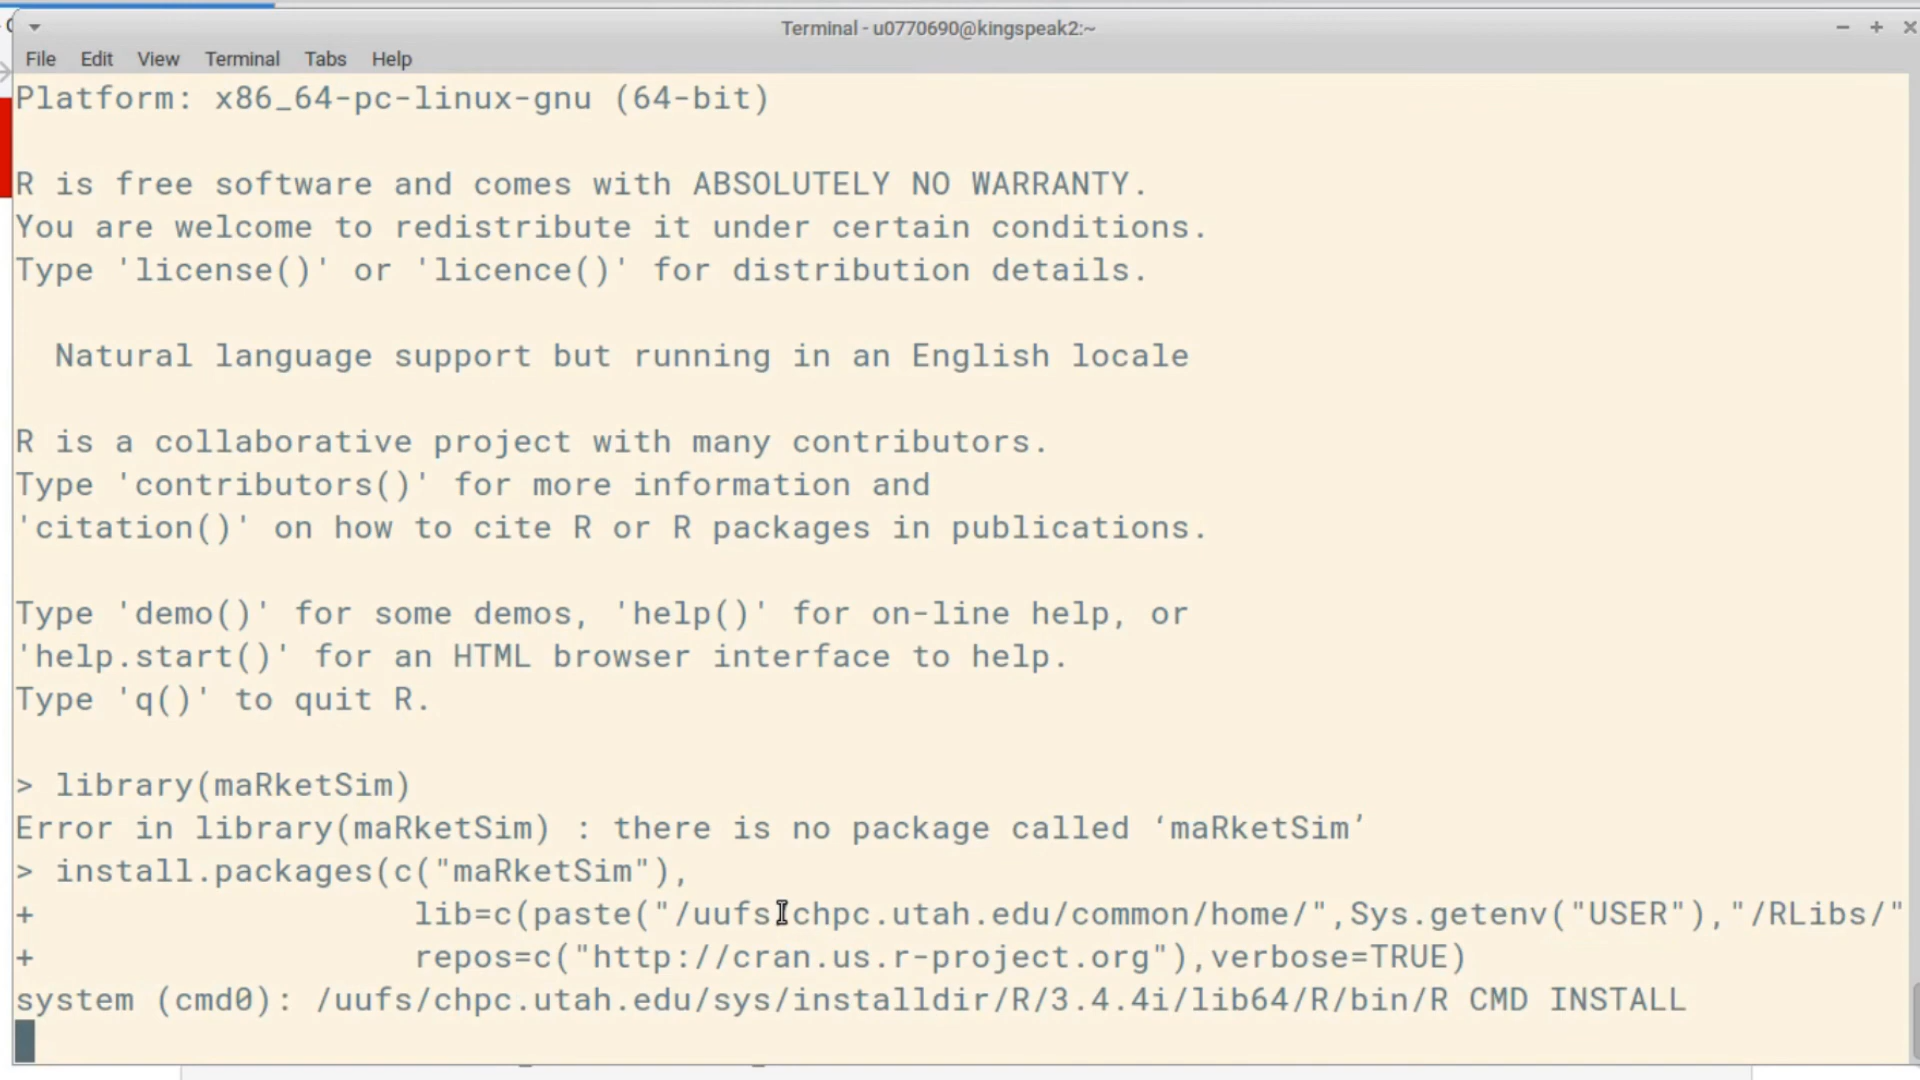 Terminal - u0770690@kingspeak2:~
File Edit View Terminal Tabs Help
Platform: x86_64-pc-linux-gnu (64-bit)
R is free software and comes with ABSOLUTELY NO WARRANTY.
You are welcome to redistribute it under certain conditions.
Type 'license()' or 'licence()' for distribution details.
Natural language support but running in an English locale
R is a collaborative project with many contributors.
Type 'contributors()' for more information and
'citation()' on how to cite R or R packages in publications.
Type 'demo()' for some demos, 'help()' for on-line help, or
'help.start()' for an HTML browser interface to help.
Type 'q()' to quit R.
> library(maRketSim)
Error in library(maRketSim) : there is no package called ‘maRketSim’
> install.packages(c("maRketSim"),
+ lib=c(paste("/uufs/chpc.utah.edu/common/home/",Sys.getenv("USER"),"/RLibs/"
+ repos=c("http://cran.us.r-project.org"),verbose=TRUE)
system (cmd0): /uufs/chpc.utah.edu/sys/installdir/R/3.4.4i/lib64/R/bin/R CMD INSTALL